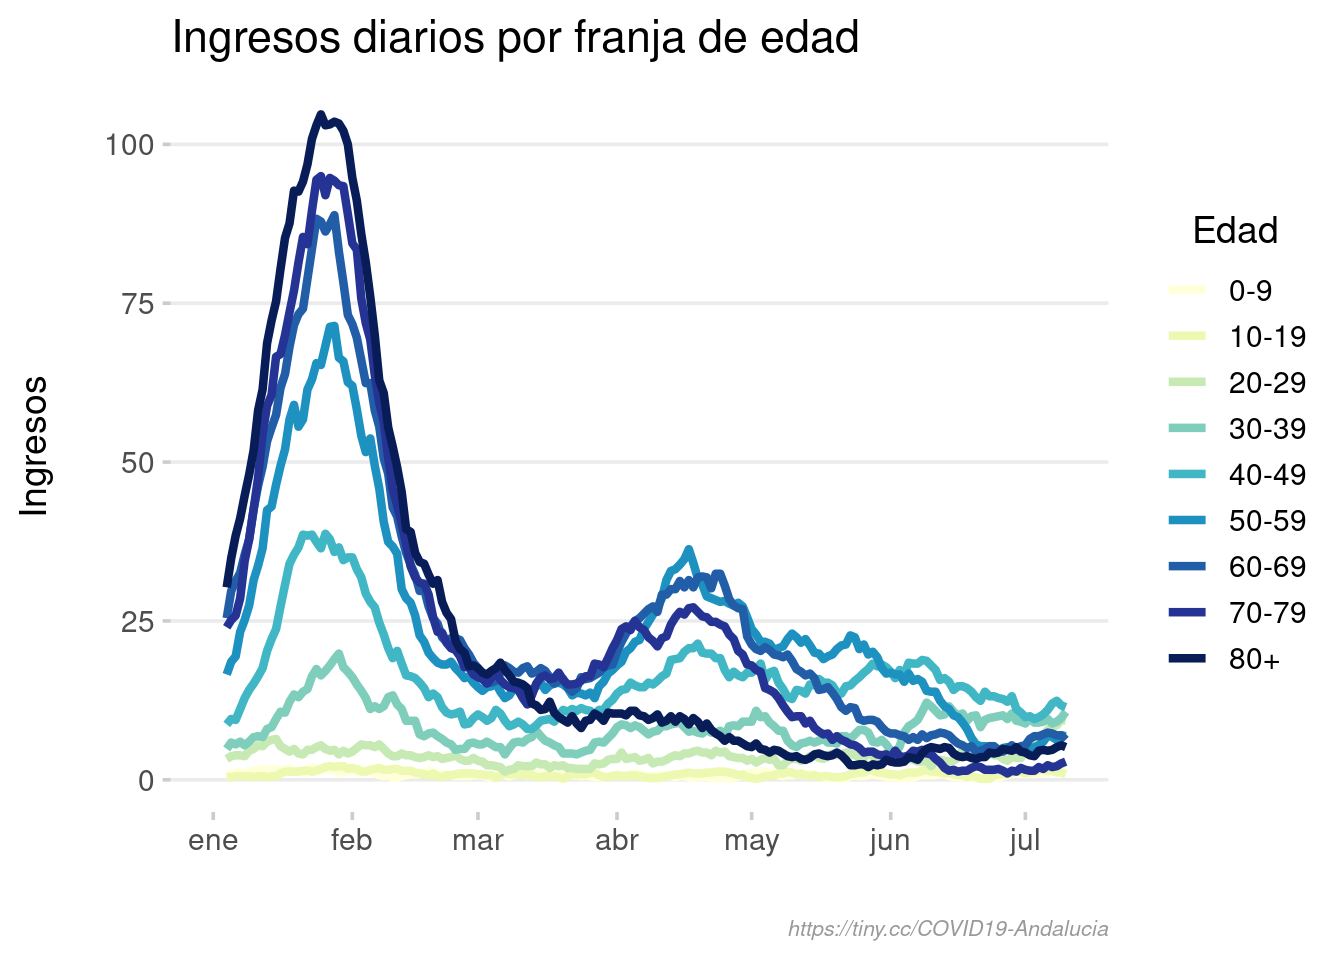 Ingresos diarios por franja de edad
Ingresos
100
75
50
25
0
ene feb mar abr may jun jul
Edad
0-9
10-19
20-29
30-39
40-49
50-59
60-69
70-79
80+
https://tiny.cc/COVID19-Andalucia